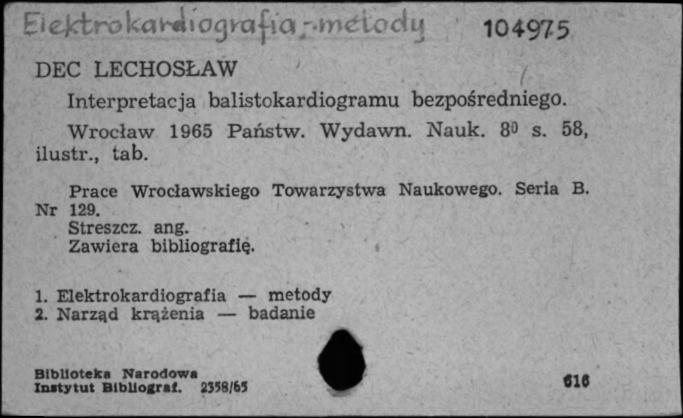 Elektrokardiografia - metody 104975
DEC LECHOSŁAW
Interpretacja balistokardiogramu bezpośredniego.
Wrocław 1965 Państw. Wydawn. Nauk. 8⁰ s. 58,
ilustr., tab.
Prace Wrocławskiego Towarzystwa Naukowego. Seria B.
Nr 129.
Streszcz. ang.
Zawiera bibliografię.
1. Elektrokardiografia — metody
2. Narząd krążenia — badanie
Biblioteka Narodowa
Instytut Bibliograf. 2358/65 616